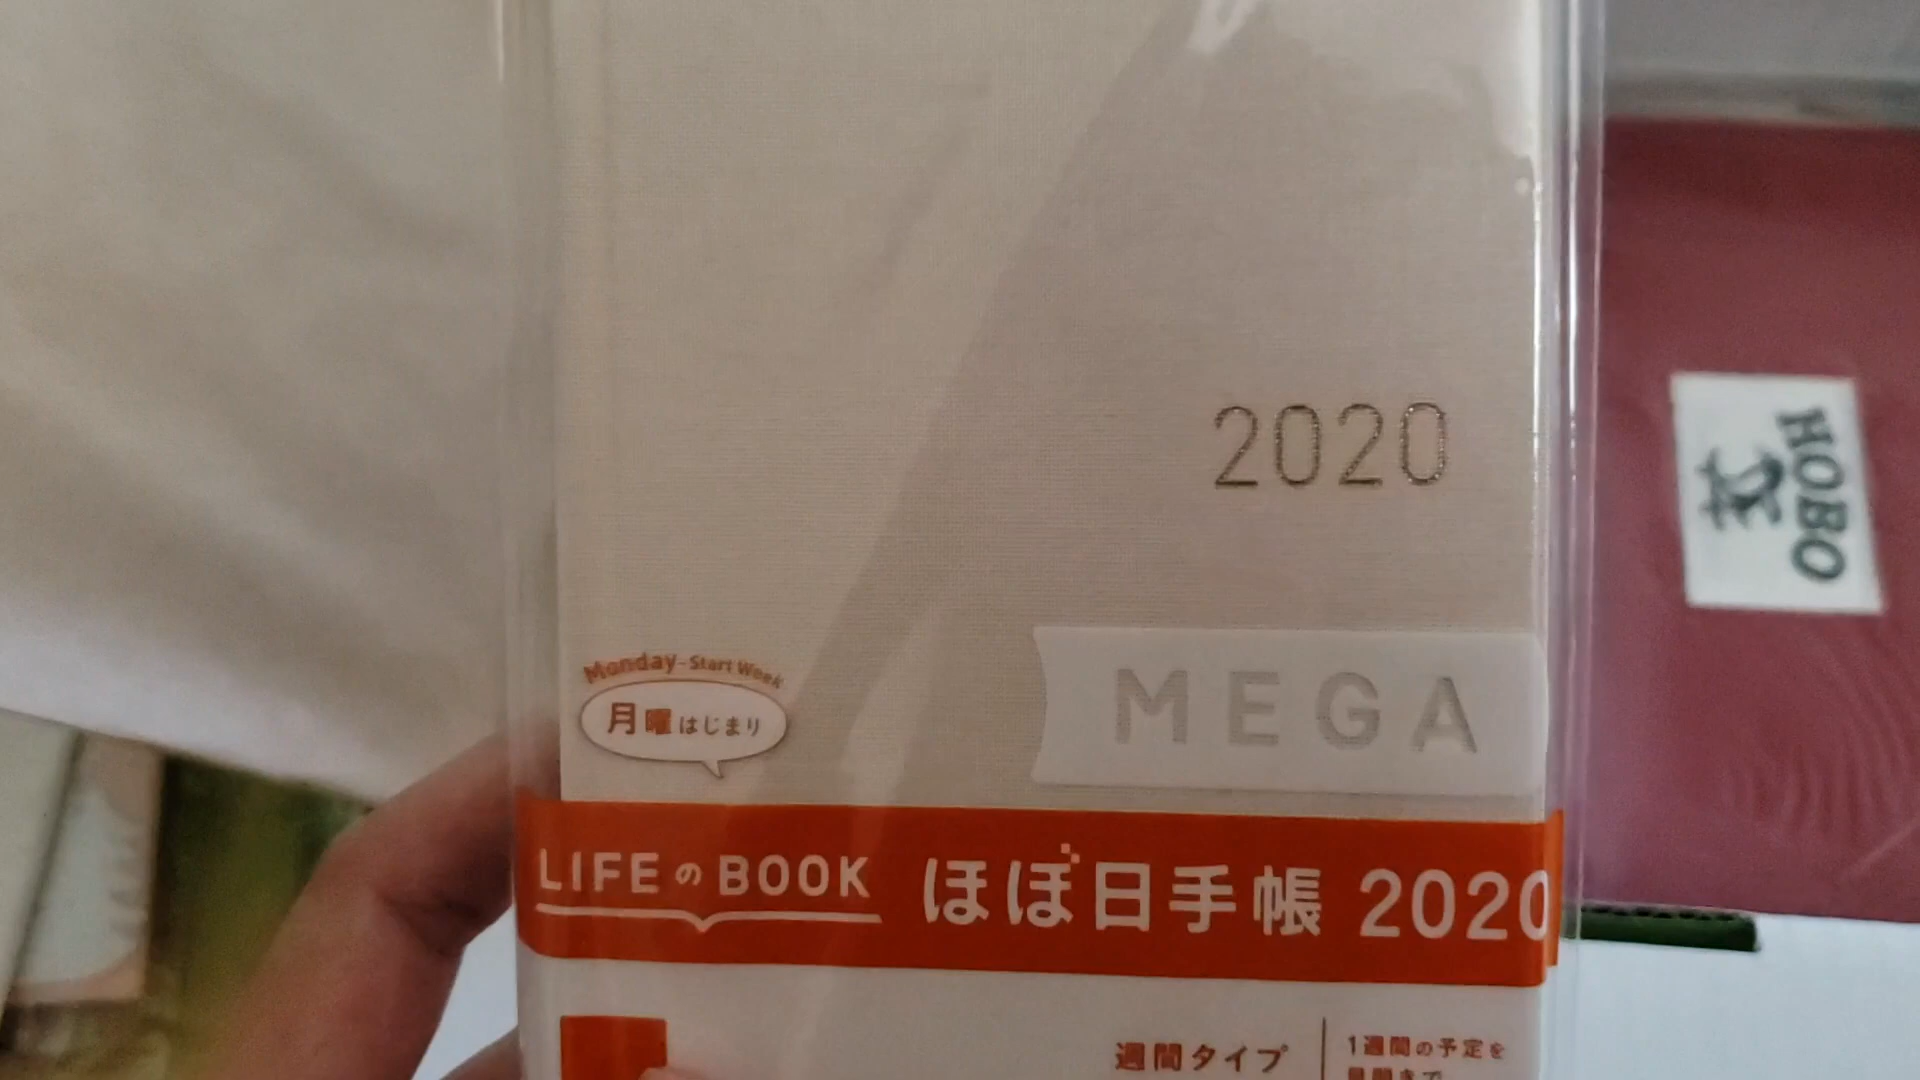 2020
MEGA
Monday-Start Week
月曜はじまり
LIFEのBOOK ほぼ日手帳 2020
週間タイプ
1週間の予定を
HOBO